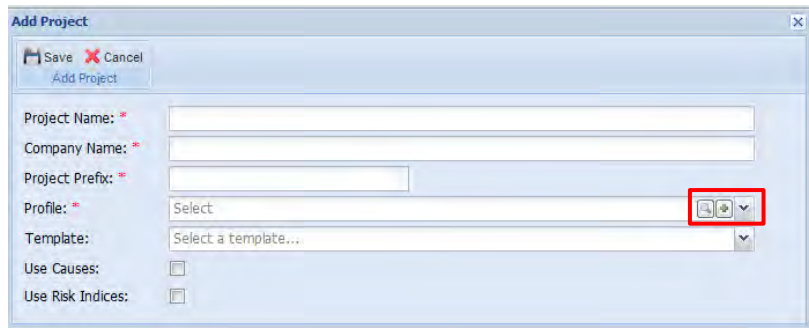 Add Project
Save Cancel
Add Project
Project Name: *
Company Name: *
Project Prefix: *
Profile: * Select
Template: Select a template...
Use Causes:
Use Risk Indices: